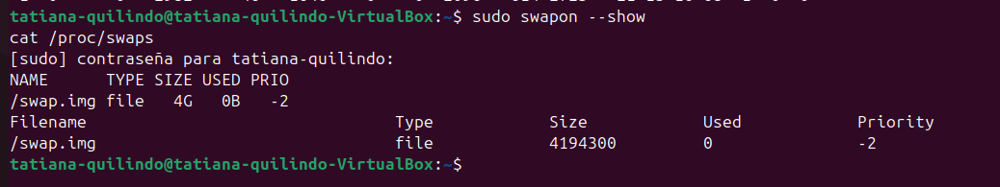 tatiana-quilindo@tatiana-quilindo-VirtualBox:~$ sudo swapon --show
cat /proc/swaps
[sudo] contraseña para tatiana-quilindo:
NAME      TYPE SIZE USED PRIO
/swap.img file   4G   0B   -2
Filename				Type		Size		Used		Priority
/swap.img                               file		4194300		0		-2
tatiana-quilindo@tatiana-quilindo-VirtualBox:~$